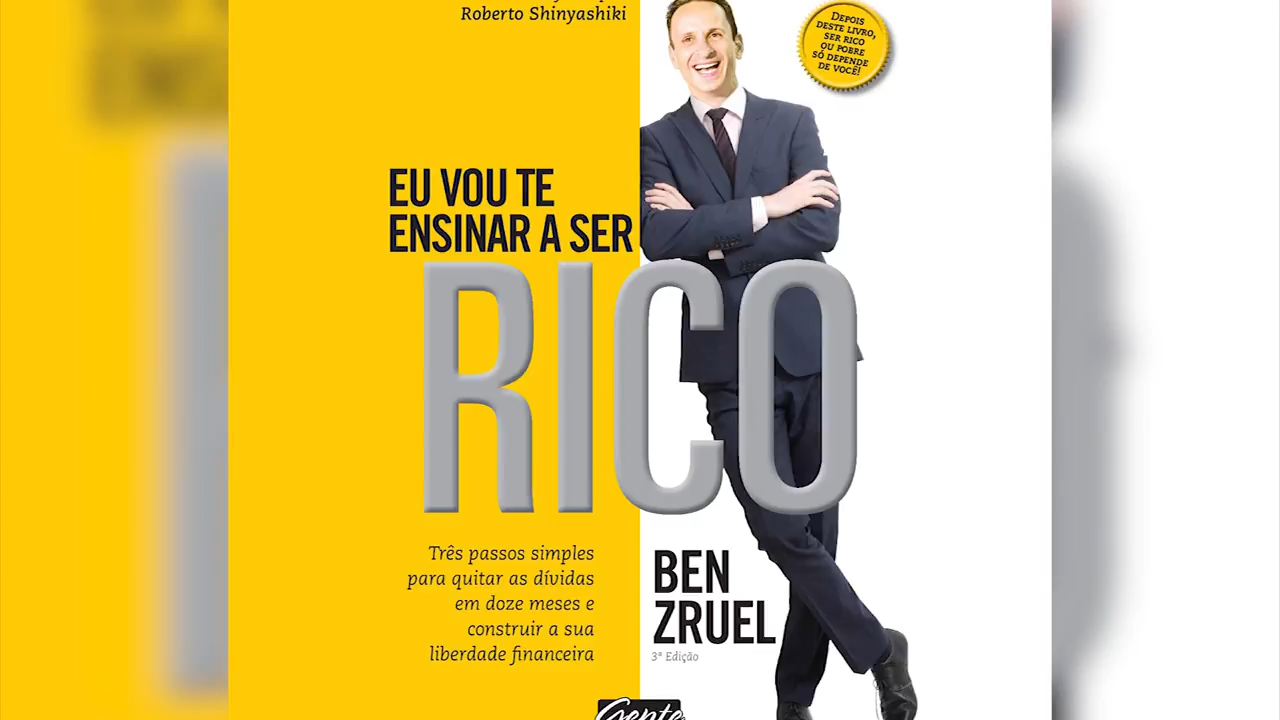 Roberto Shinyashiki
DEPOIS
DESTE LIVRO,
SER RICO
OU POBRE
SÓ DEPENDE
DE VOCÊ!
EU VOU TE
ENSINAR A SER
RICO
Três passos simples
para quitar as dívidas
em doze meses e
construir a sua
liberdade financeira
BEN
ZRUEL
3ª Edição
Gente